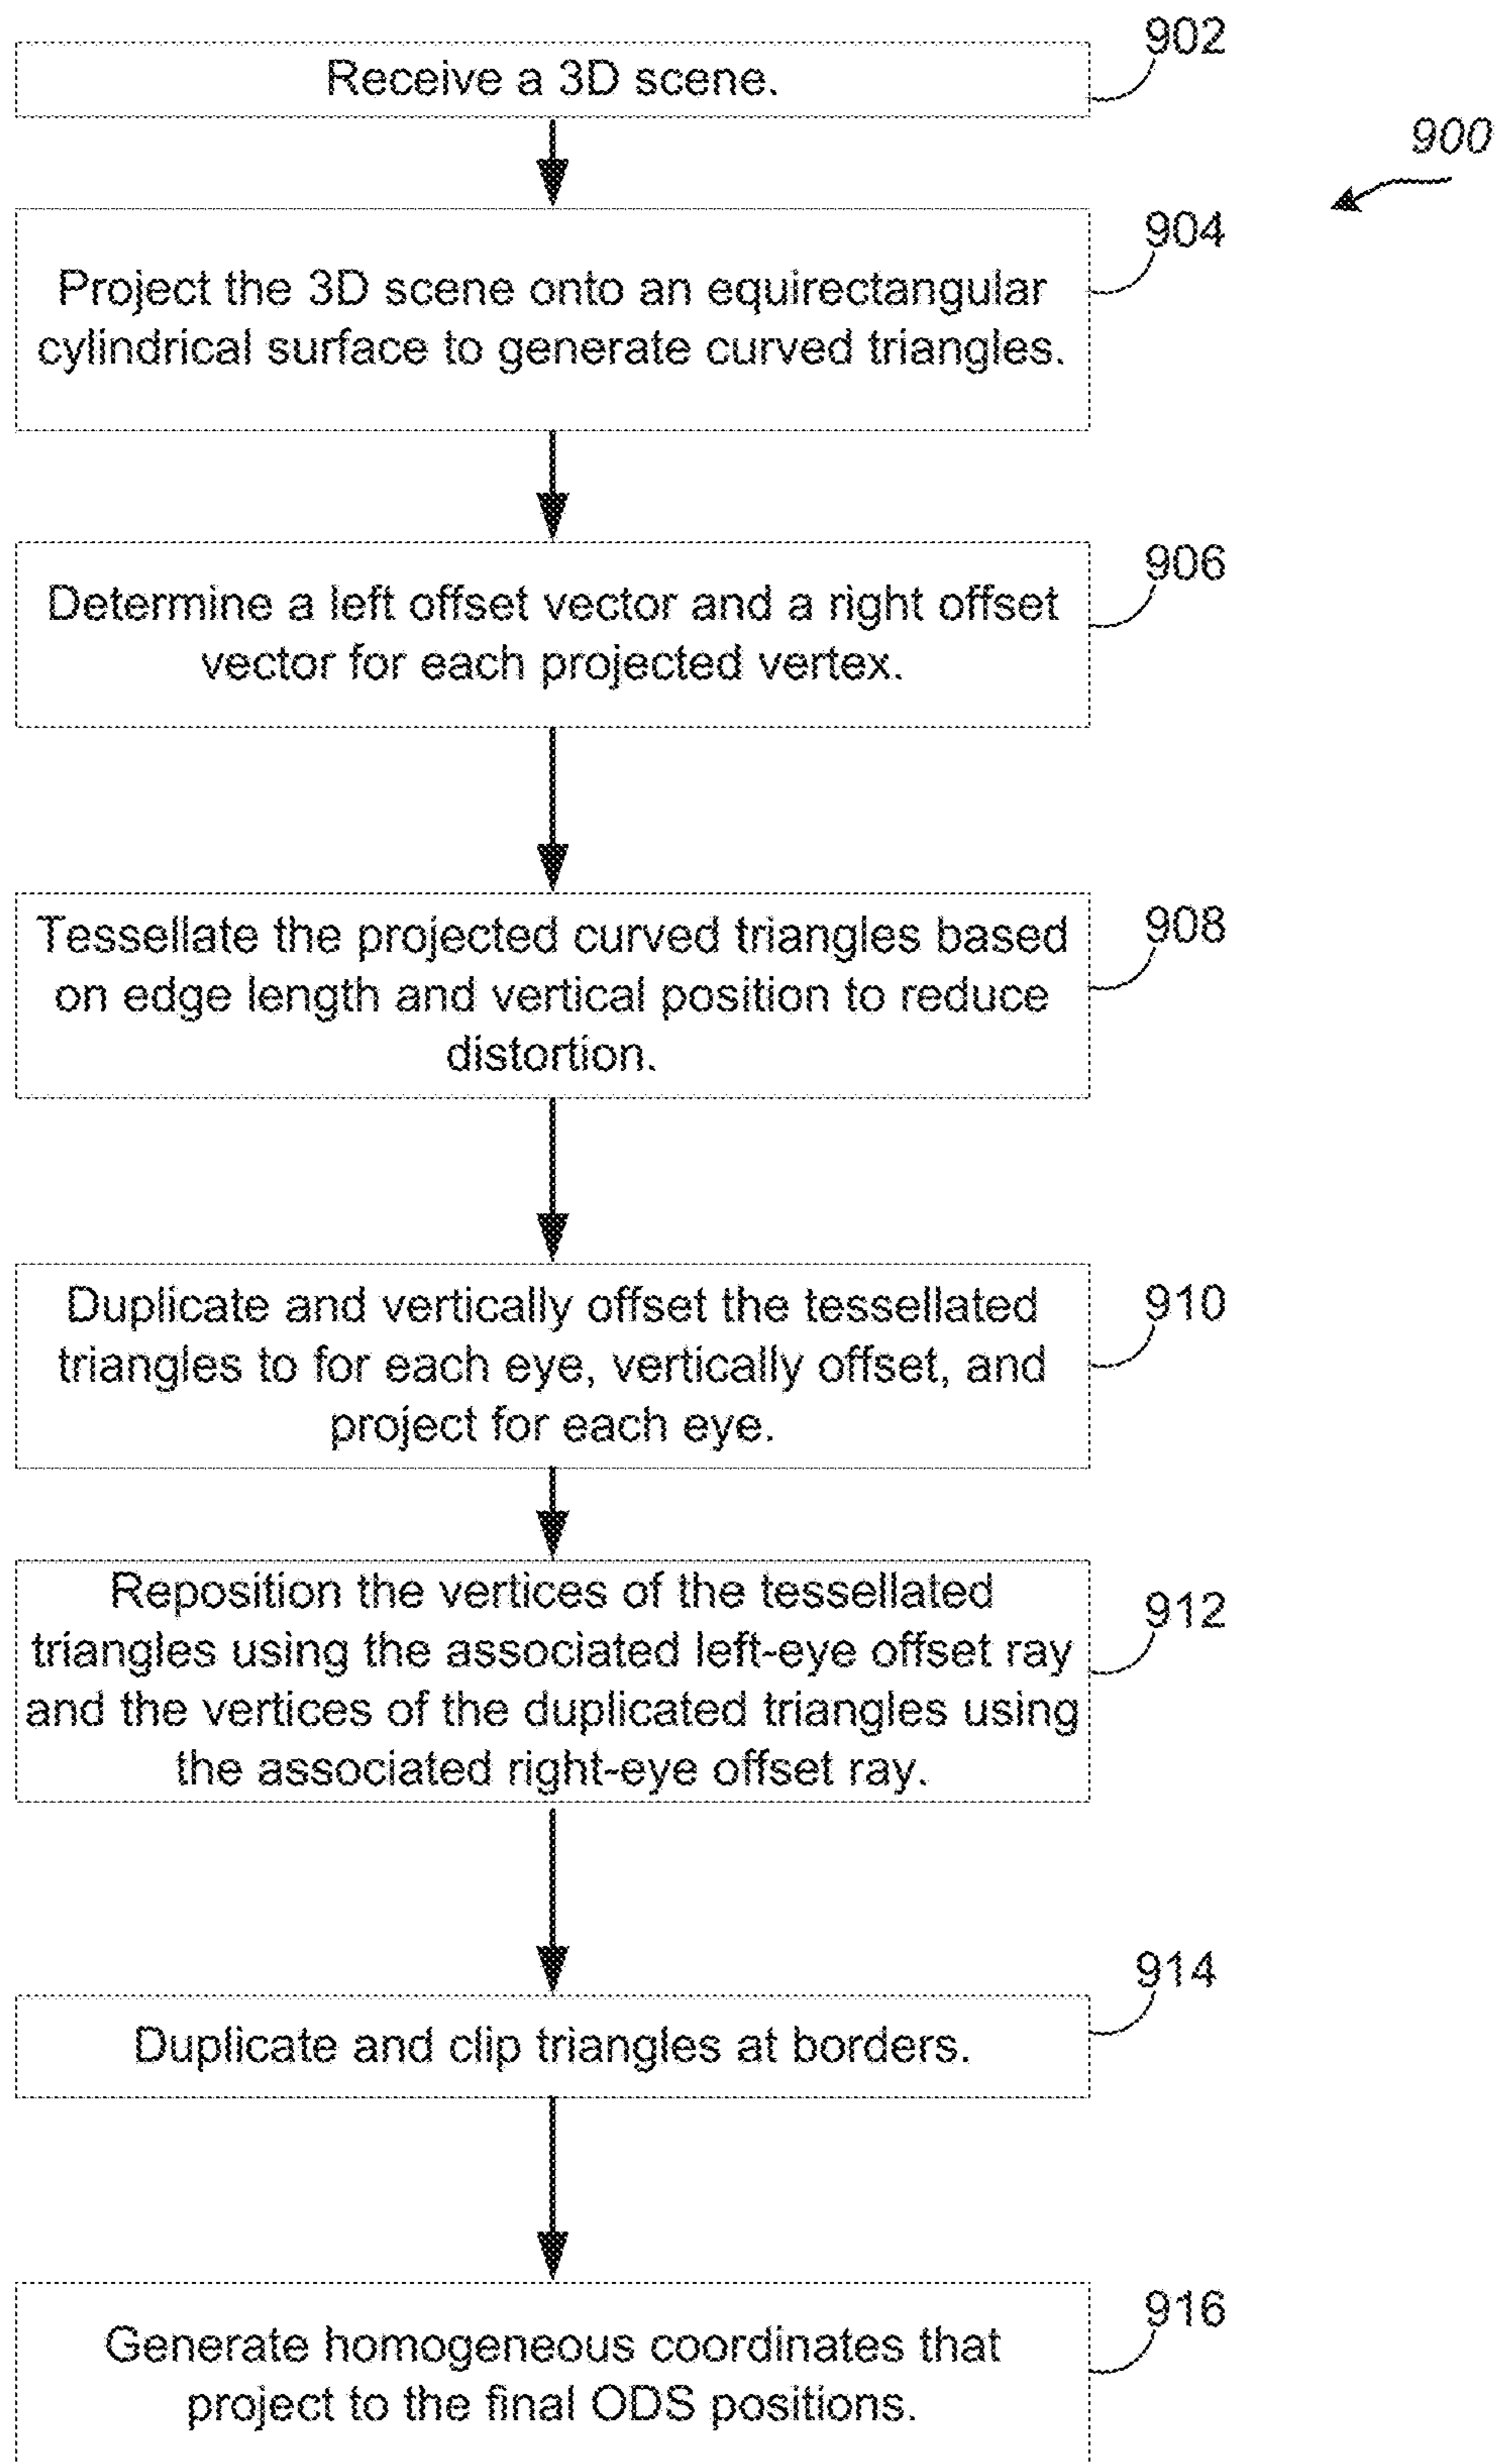 902
Receive a 3D scene.
900
904
Project the 3D scene onto an equirectangular
cylindrical surface to generate curved triangles.
906
Determine a left offset vector and a right offset
vector for each projected vertex.
908
Tessellate the projected curved triangles based
on edge length and vertical position to reduce
distortion.
910
Duplicate and vertically offset the tessellated
triangles to for each eye, vertically offset, and
project for each eye.
912
Reposition the vertices of the tessellated
triangles using the associated left-eye offset ray
and the vertices of the duplicated triangles using
the associated right-eye offset ray.
914
Duplicate and clip triangles at borders.
916
Generate homogeneous coordinates that
project to the final ODS positions.